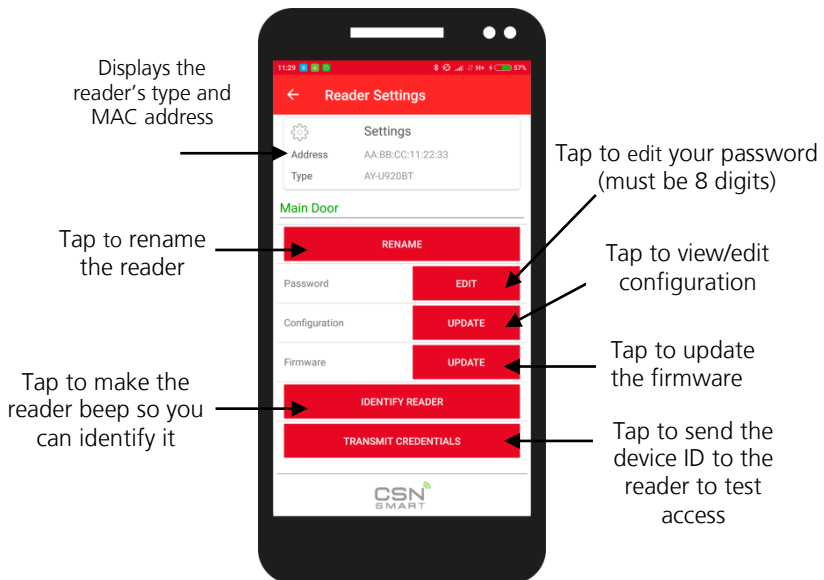 Displays the
reader's type and
MAC address
Tap to rename
the reader
Tap to make the
reader beep so you
can identify it
11:29
H+
57%
Reader Settings
Settings
Address AA:BB:CC:11:22:33
Type AY-U920BT
Main Door
RENAME
Password EDIT
Configuration UPDATE
Firmware UPDATE
IDENTIFY READER
TRANSMIT CREDENTIALS
CSN
SMART
Tap to edit your password
(must be 8 digits)
Tap to view/edit
configuration
Tap to update
the firmware
Tap to send the
device ID to the
reader to test
access